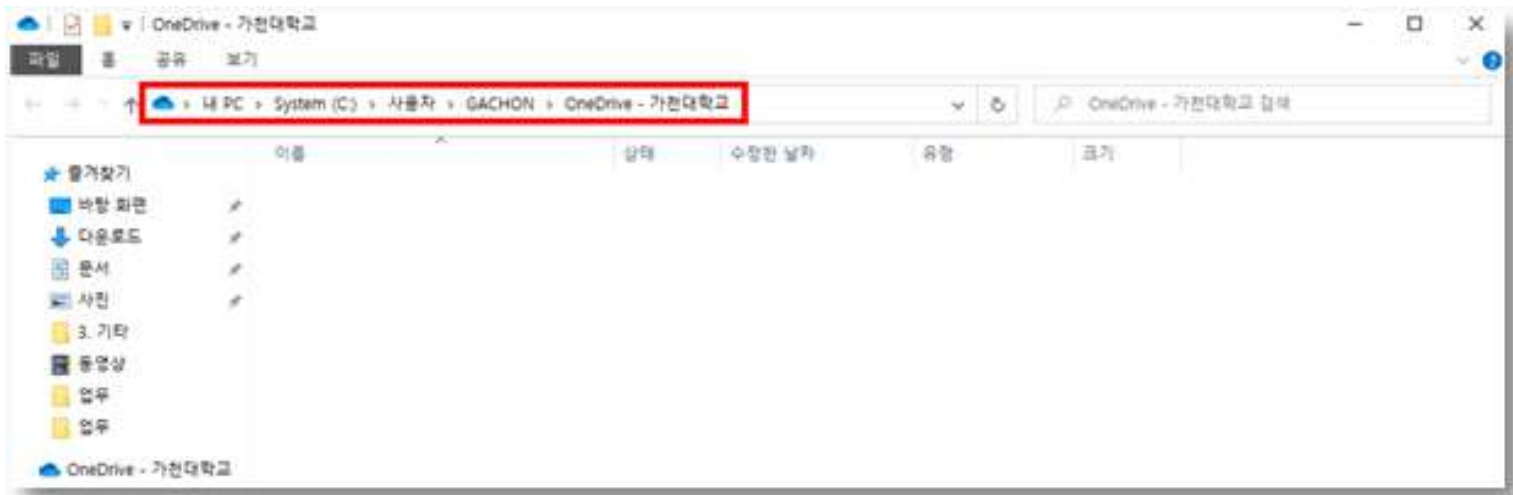 OneDrive - 가천대학교
파일 홈 공유 보기
내 PC › System (C:) › 사용자 › GACHON › OneDrive - 가천대학교
OneDrive - 가천대학교 검색
이름 상태 수정한 날짜 유형 크기
즐겨찾기
바탕 화면
다운로드
문서
사진
3. 기타
동영상
업무
업무
OneDrive - 가천대학교